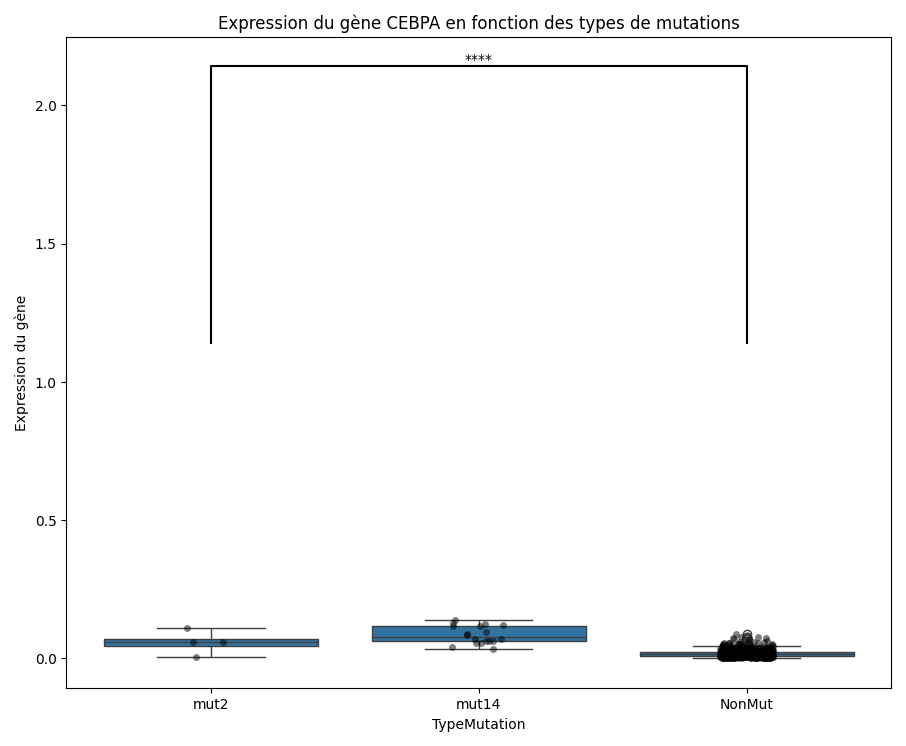 Expression du gène CEBPA en fonction des types de mutations
****
2.0
1.5
1.0
0.5
0.0
Expression du gène
mut2
mut14
NonMut
TypeMutation